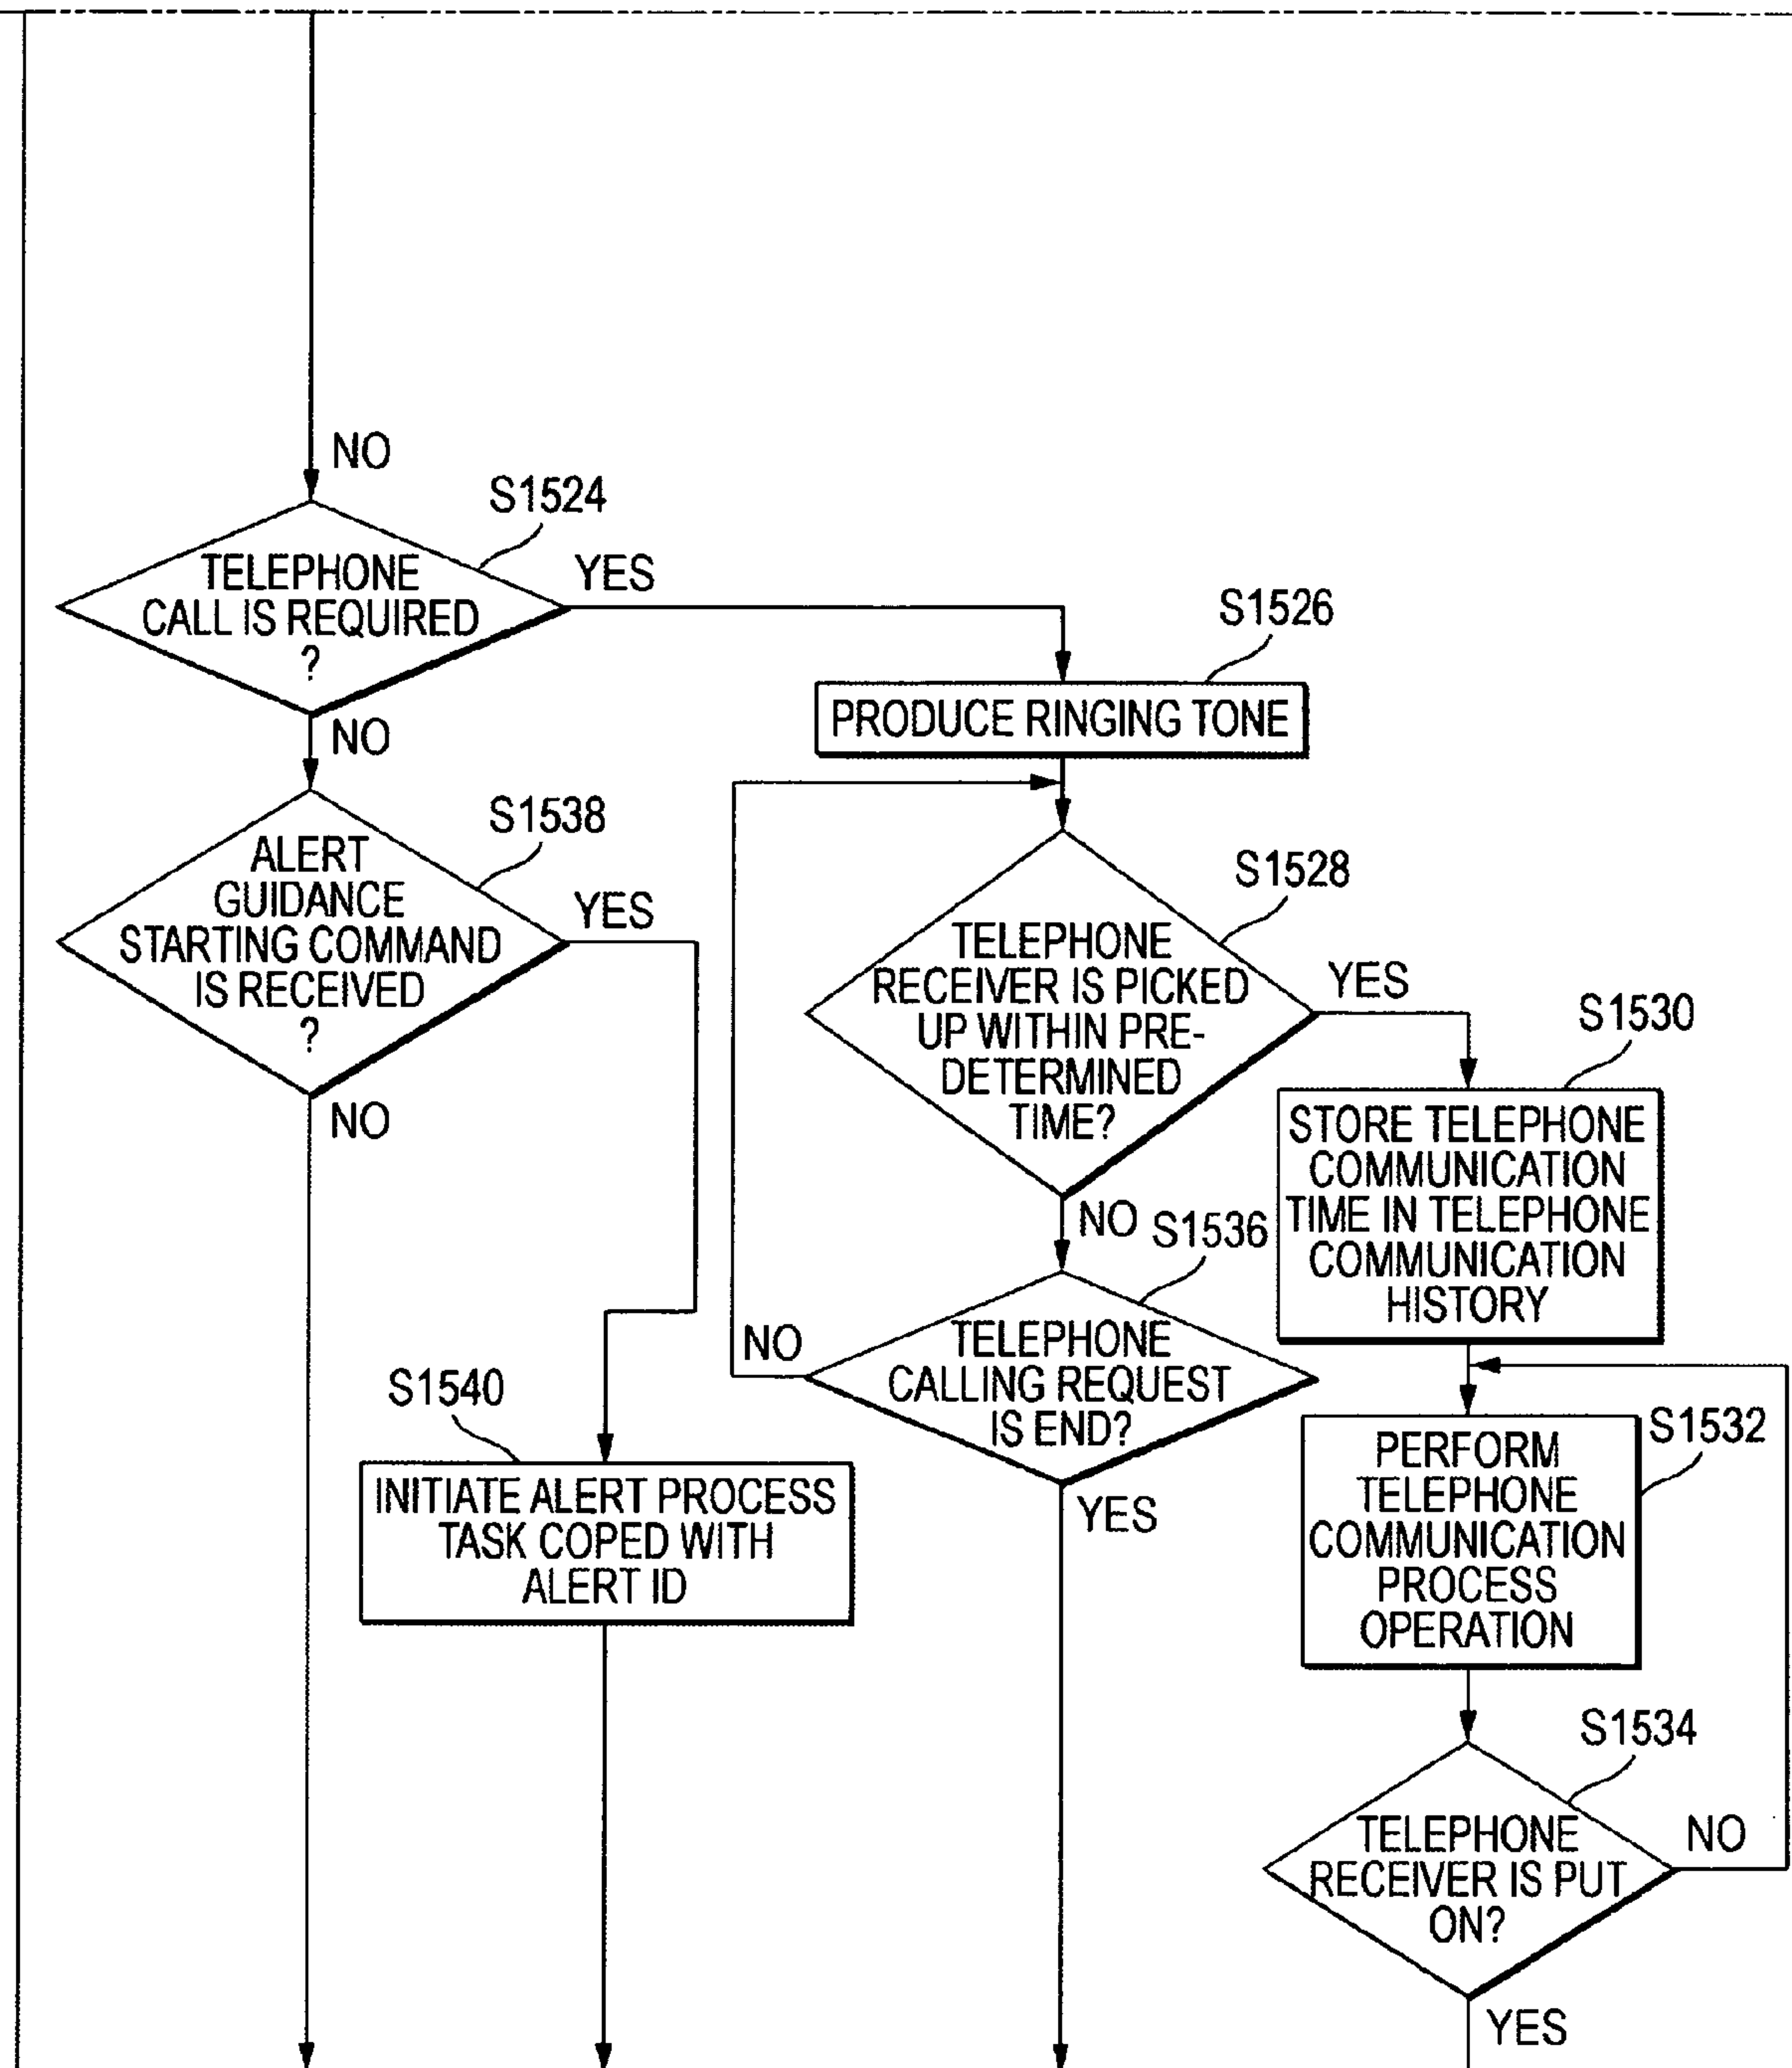 NO
S1524
TELEPHONE
CALL IS REQUIRED
?
YES
NO
S1526
PRODUCE RINGING TONE
S1538
ALERT
GUIDANCE
STARTING COMMAND
IS RECEIVED
?
YES
NO
S1528
TELEPHONE
RECEIVER IS PICKED
UP WITHIN PRE-
DETERMINED
TIME?
YES
NO
S1530
STORE TELEPHONE
COMMUNICATION
TIME IN TELEPHONE
COMMUNICATION
HISTORY
S1536
TELEPHONE
CALLING REQUEST
IS END?
NO
YES
S1540
INITIATE ALERT PROCESS
TASK COPED WITH
ALERT ID
S1532
PERFORM
TELEPHONE
COMMUNICATION
PROCESS
OPERATION
S1534
TELEPHONE
RECEIVER IS PUT
ON?
NO
YES